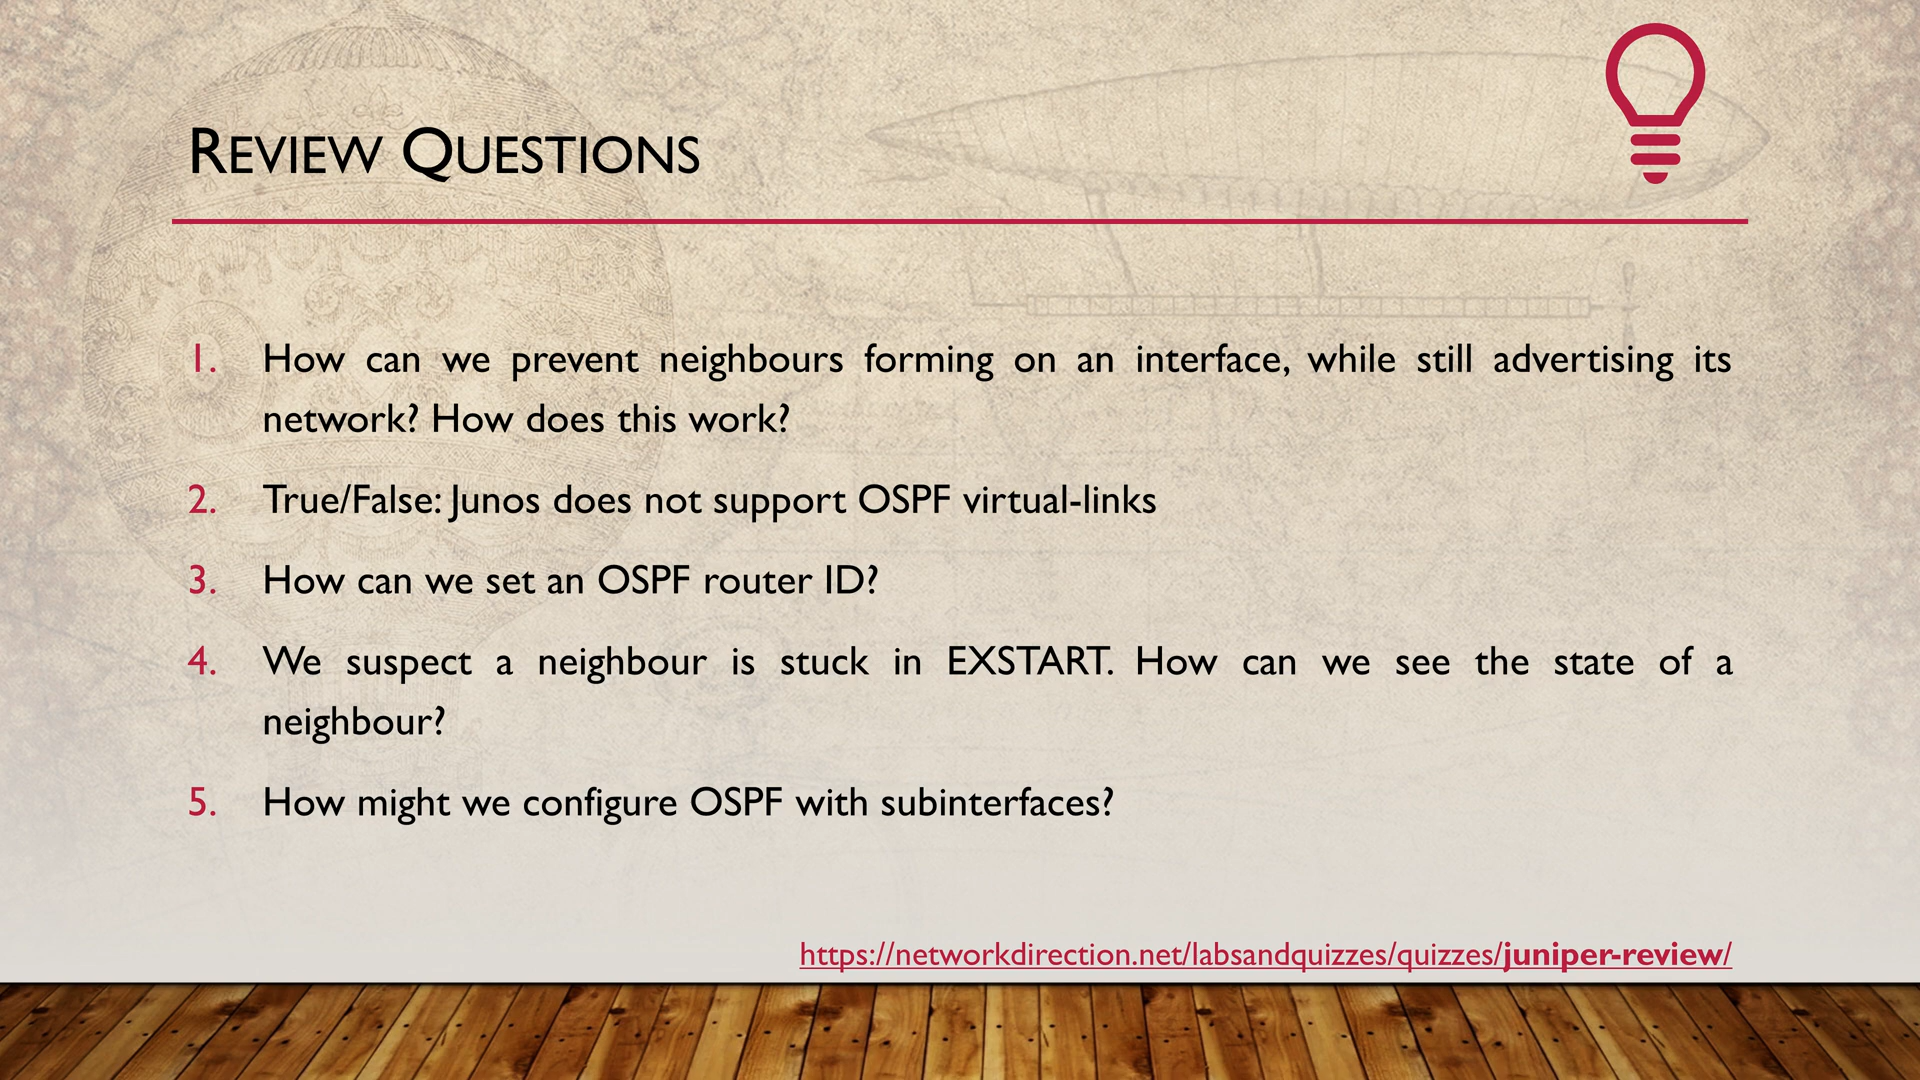 Review Questions
1. How can we prevent neighbours forming on an interface, while still advertising its
network? How does this work?
2. True/False: Junos does not support OSPF virtual-links
3. How can we set an OSPF router ID?
4. We suspect a neighbour is stuck in EXSTART. How can we see the state of a
neighbour?
5. How might we configure OSPF with subinterfaces?
https://networkdirection.net/labsandquizzes/quizzes/juniper-review/